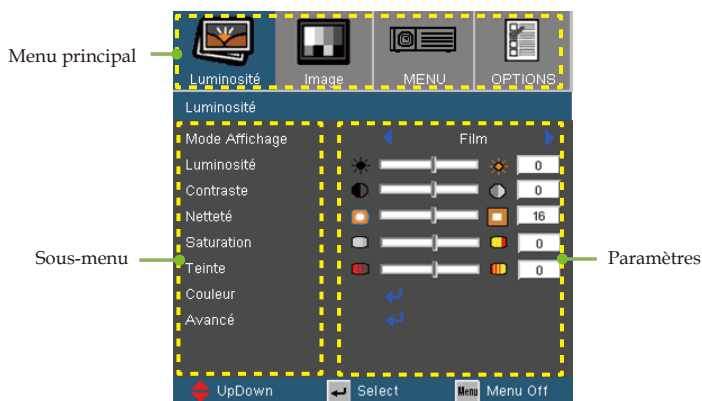 Menu principal
Luminosité Image MENU OPTIONS
Luminosité
Mode Affichage Film
Luminosité 0
Contraste 0
Netteté 16
Saturation 0
Sous-menu
Paramètres
Teinte 0
Couleur
Avancé
UpDown Select Menu Menu Off